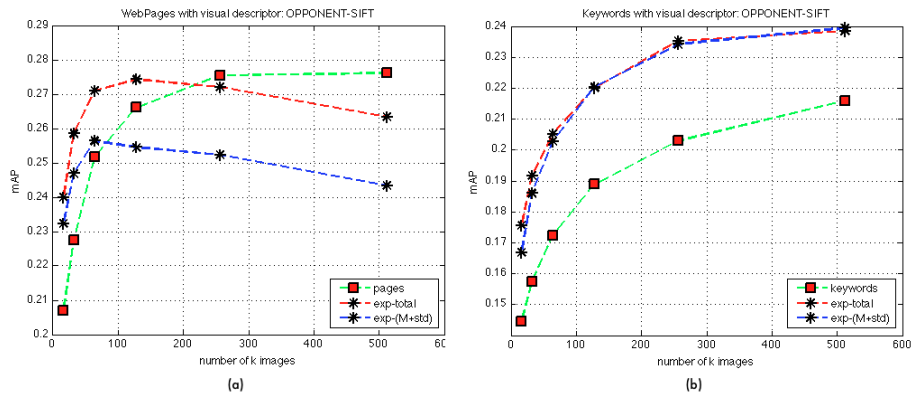 WebPages with visual descriptor: OPPONENT-SIFT
0.29
0.28
0.27
0.26
0.25
0.24
0.23
0.22
0.21
0.2
mAP
0
100
200
300
400
500
600
number of k images
pages
exp-total
exp-(M+std)
(a)
Keywords with visual descriptor: OPPONENT-SIFT
0.24
0.23
0.22
0.21
0.2
0.19
0.18
0.17
0.16
0.15
mAP
0
100
200
300
400
500
600
number of k images
keywords
exp-total
exp-(M+std)
(b)